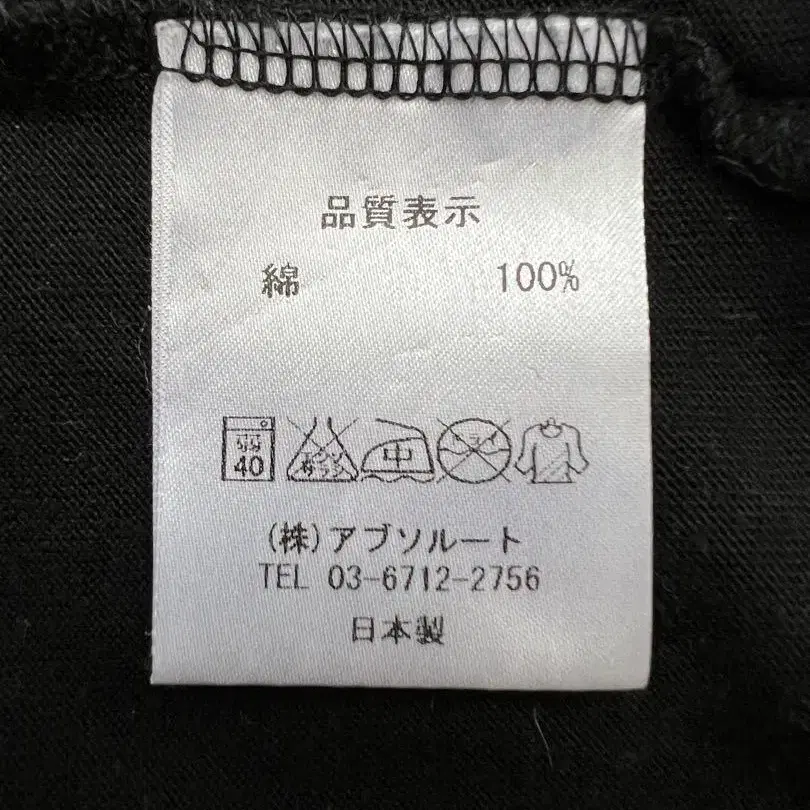 品質表示
綿 100%
40 中
(株)アブソルート
TEL 03-6712-2756
日本製